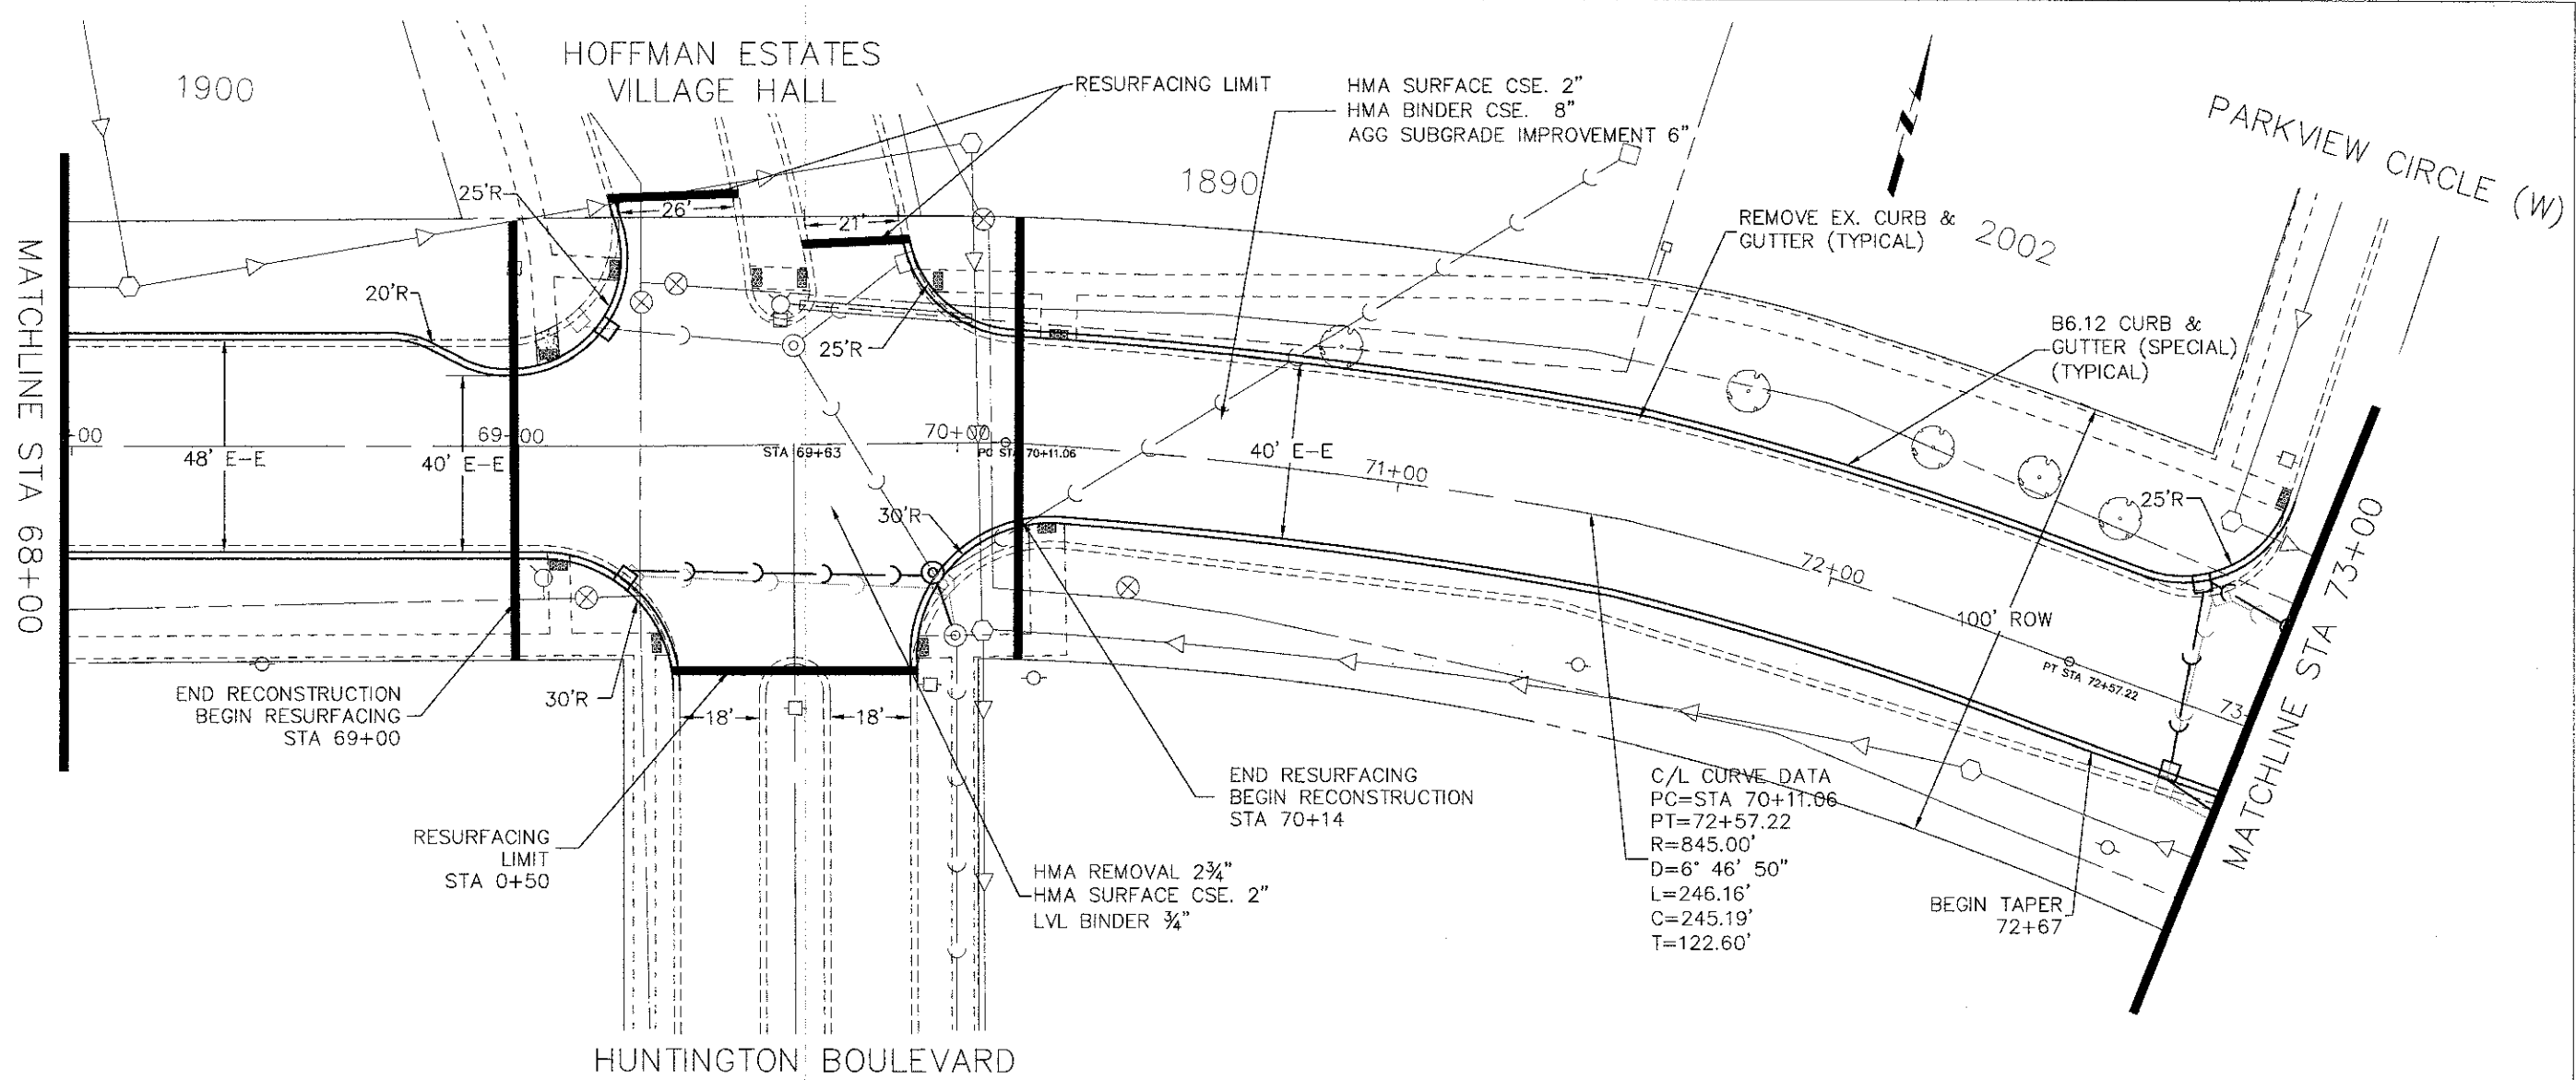 HOFFMAN ESTATES
VILLAGE HALL
1900
RESURFACING LIMIT
HMA SURFACE CSE. 2"
HMA BINDER CSE. 8"
AGG SUBGRADE IMPROVEMENT 6"
PARKVIEW CIRCLE (W)
N
1890
25'R
26'
21'
REMOVE EX. CURB &
GUTTER (TYPICAL)
2002
MATCHLINE STA 68+00
20'R
25'R
B6.12 CURB &
GUTTER (SPECIAL)
(TYPICAL)
+00
48' E-E
69+00
40' E-E
STA 69+63
70+00
PC STA 70+11.06
40' E-E
71+00
25'R
30'R
72+00
100' ROW
PT STA 72+57.22
73+
MATCHLINE STA 73+00
END RECONSTRUCTION
BEGIN RESURFACING
STA 69+00
30'R
18'
18'
END RESURFACING
BEGIN RECONSTRUCTION
STA 70+14
C/L CURVE DATA
PC=STA 70+11.06
PT=72+57.22
R=845.00'
D=6° 46' 50"
L=246.16'
C=245.19'
T=122.60'
RESURFACING
LIMIT
STA 0+50
HMA REMOVAL 2¾"
HMA SURFACE CSE. 2"
LVL BINDER ¾"
BEGIN TAPER
72+67
HUNTINGTON BOULEVARD